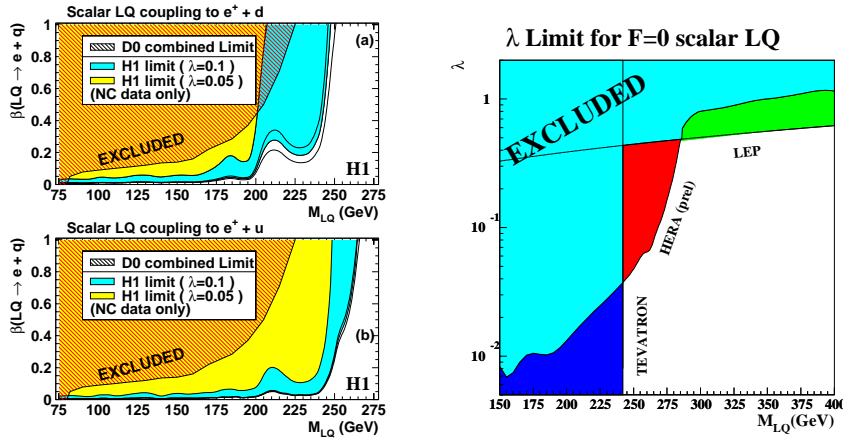 Scalar LQ coupling to e⁺ + d
β(LQ → e + q)
1
0.8
0.6
0.4
0.2
0
(a)
D0 combined Limit
H1 limit ( λ=0.1 )
H1 limit ( λ=0.05 )
(NC data only)
EXCLUDED
H1
75 100 125 150 175 200 225 250 275
M_LQ (GeV)
Scalar LQ coupling to e⁺ + u
β(LQ → e + q)
1
0.8
0.6
0.4
0.2
0
D0 combined Limit
H1 limit ( λ=0.1 )
H1 limit ( λ=0.05 )
(NC data only)
(b)
EXCLUDED
H1
75 100 125 150 175 200 225 250 275
M_LQ (GeV)
λ Limit for F=0 scalar LQ
λ
1
10⁻¹
10⁻²
EXCLUDED
LEP
HERA (prel)
TEVATRON
150 175 200 225 250 275 300 325 350 375 400
M_LQ (GeV)